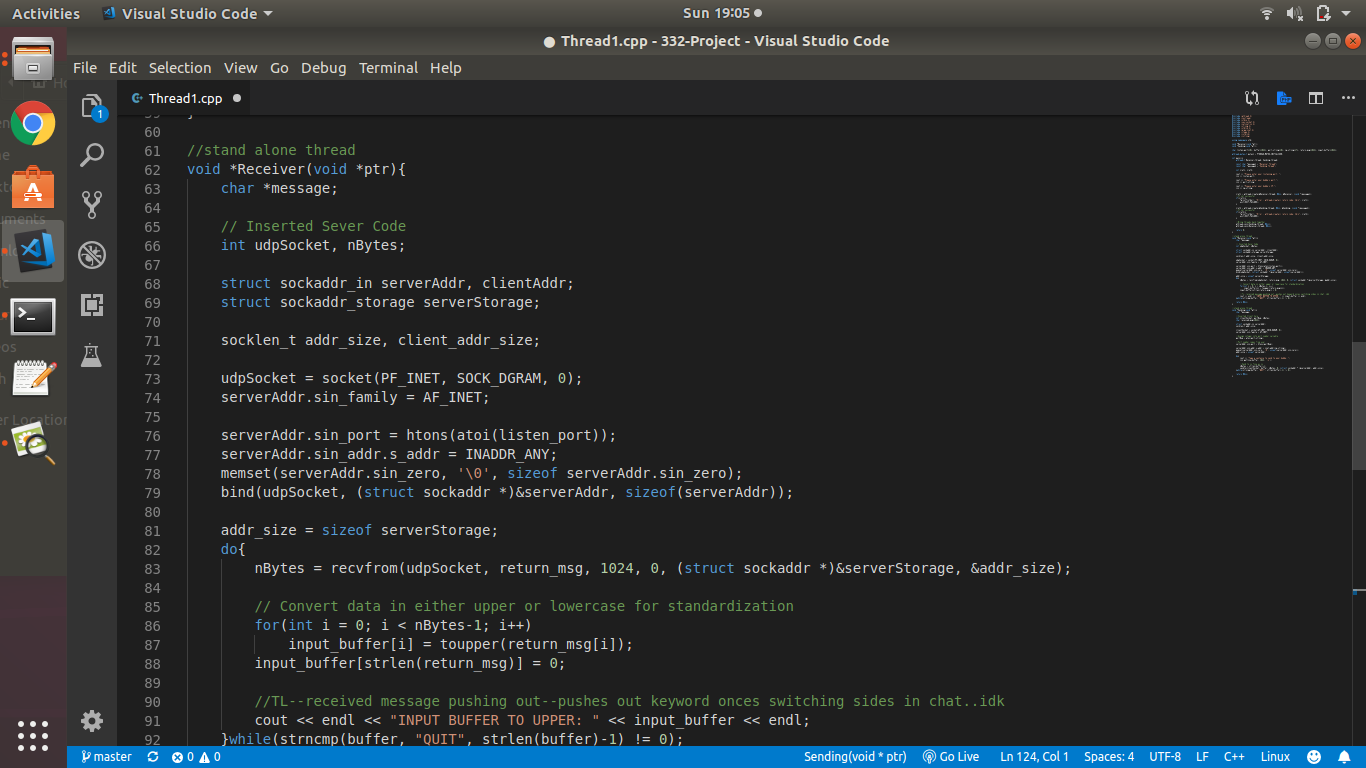 Activities Visual Studio Code Sun 19:05
Thread1.cpp - 332-Project - Visual Studio Code
File Edit Selection View Go Debug Terminal Help
1
Thread1.cpp
60
61 //stand alone thread
62 void *Receiver(void *ptr){
63 char *message;
64
65 // Inserted Sever Code
66 int udpSocket, nBytes;
67
68 struct sockaddr_in serverAddr, clientAddr;
69 struct sockaddr_storage serverStorage;
70
71 socklen_t addr_size, client_addr_size;
72
73 udpSocket = socket(PF_INET, SOCK_DGRAM, 0);
74 serverAddr.sin_family = AF_INET;
75
76 serverAddr.sin_port = htons(atoi(listen_port));
77 serverAddr.sin_addr.s_addr = INADDR_ANY;
78 memset(serverAddr.sin_zero, '\0', sizeof serverAddr.sin_zero);
79 bind(udpSocket, (struct sockaddr *)&serverAddr, sizeof(serverAddr));
80
81 addr_size = sizeof serverStorage;
82 do{
83 nBytes = recvfrom(udpSocket, return_msg, 1024, 0, (struct sockaddr *)&serverStorage, &addr_size);
84
85 // Convert data in either upper or lowercase for standardization
86 for(int i = 0; i < nBytes-1; i++)
87 input_buffer[i] = toupper(return_msg[i]);
88 input_buffer[strlen(return_msg)] = 0;
89
90 //TL--received message pushing out--pushes out keyword onces switching sides in chat..idk
91 cout << endl << "INPUT BUFFER TO UPPER: " << input_buffer << endl;
92 }while(strncmp(buffer, "QUIT", strlen(buffer)-1) != 0);
master 0 0 Sending(void * ptr) Go Live Ln 124, Col 1 Spaces: 4 UTF-8 LF C++ Linux